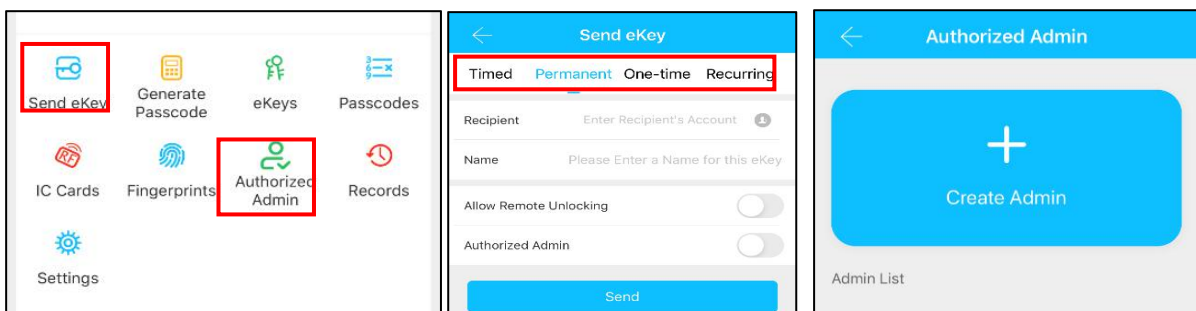 Send eKey
Generate
Passcode
eKeys
Passcodes
IC Cards
Fingerprints
Authorized
Admin
Records
Settings
Send eKey
Timed Permanent One-time Recurring
Recipient Enter Recipient's Account
Name Please Enter a Name for this eKey
Allow Remote Unlocking
Authorized Admin
Send
Authorized Admin
Create Admin
Admin List